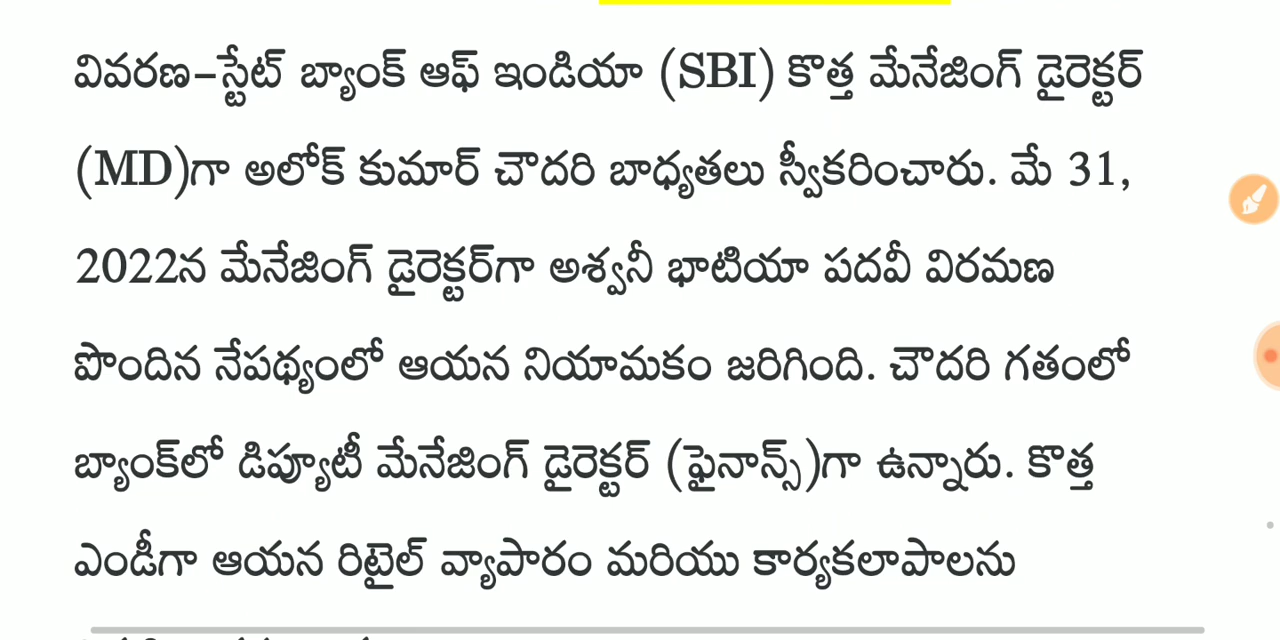 వివరణ–స్టేట్ బ్యాంక్ ఆఫ్ ఇండియా (SBI) కొత్త మేనేజింగ్ డైరెక్టర్
(MD)గా అలోక్ కుమార్ చౌదరి బాధ్యతలు స్వీకరించారు. మే 31,
2022న మేనేజింగ్ డైరెక్టర్‌గా అశ్వనీ భాటియా పదవీ విరమణ
పొందిన నేపథ్యంలో ఆయన నియామకం జరిగింది. చౌదరి గతంలో
బ్యాంక్‌లో డిప్యూటీ మేనేజింగ్ డైరెక్టర్ (ఫైనాన్స్)గా ఉన్నారు. కొత్త
ఎండీగా ఆయన రిటైల్ వ్యాపారం మరియు కార్యకలాపాలను